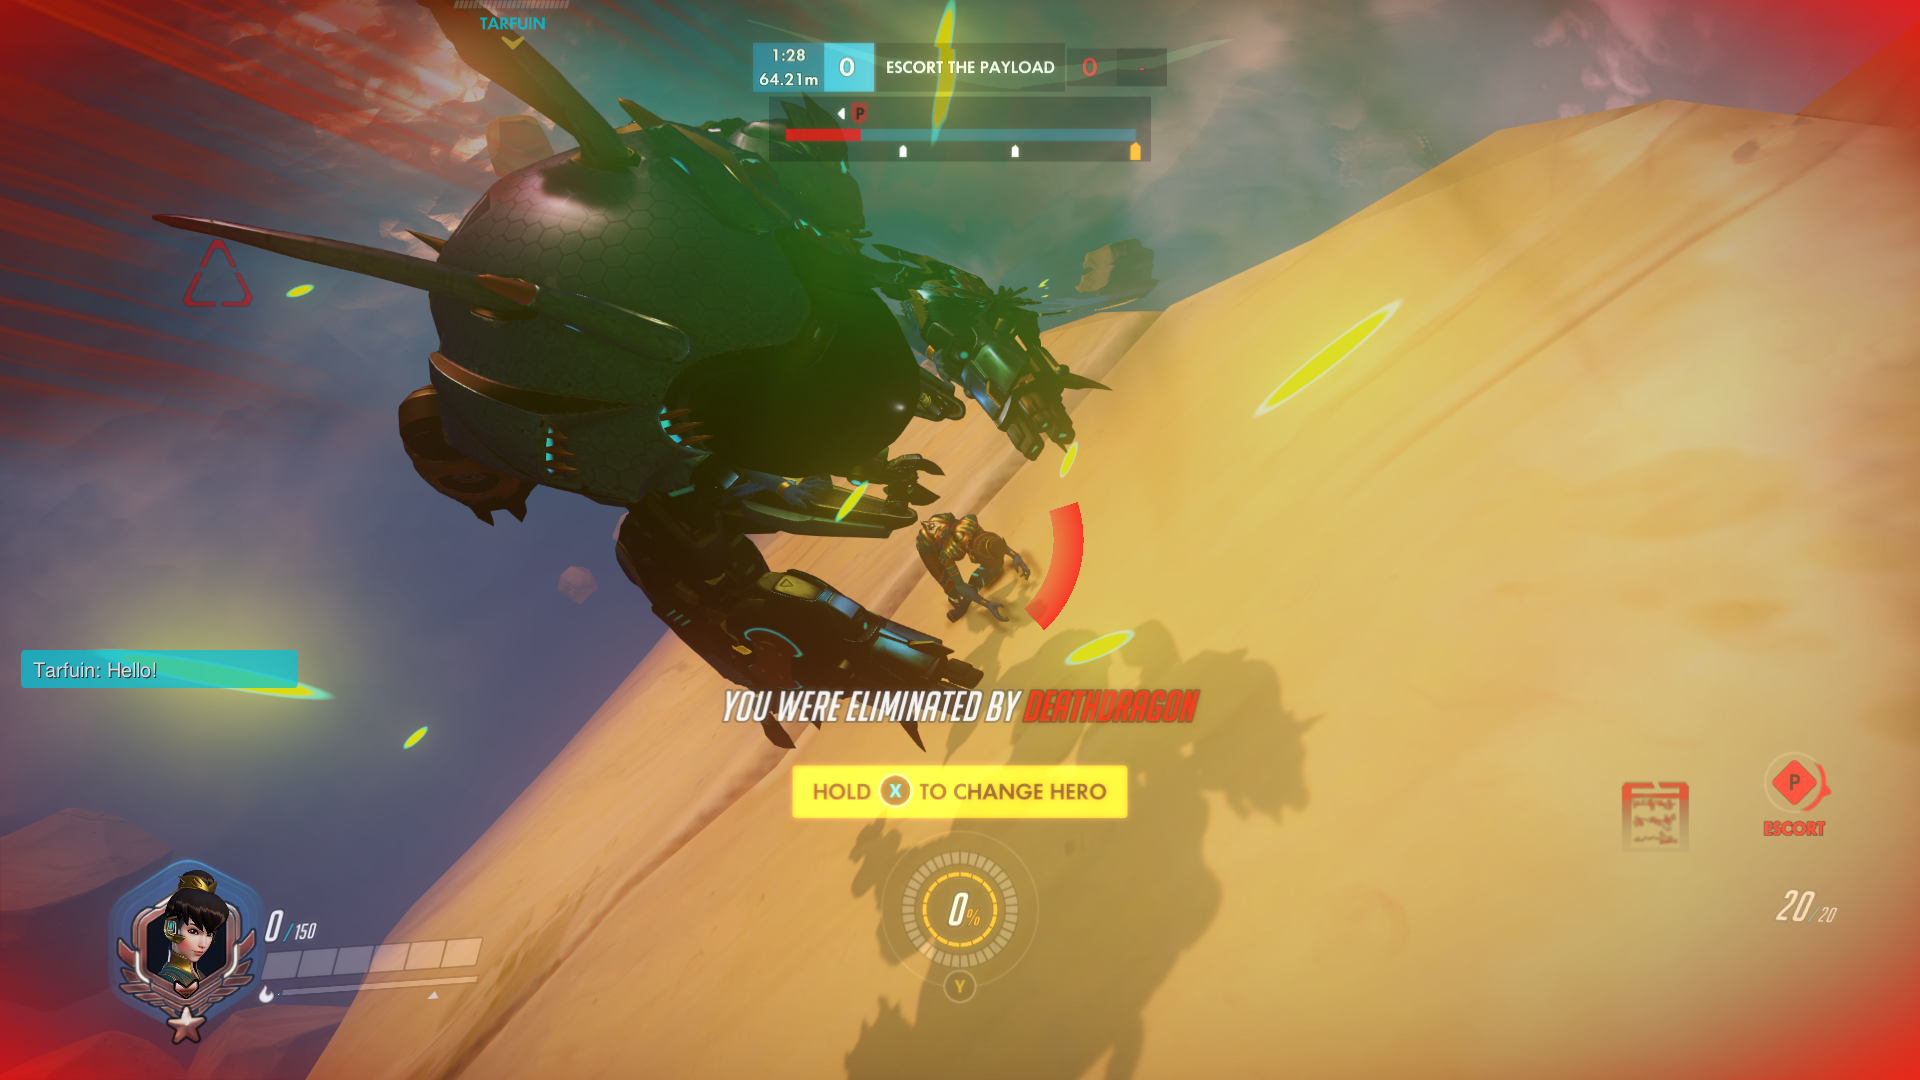 TARFUIN
1:28
64.21m
0
ESCORT THE PAYLOAD
0
P
Tarfuin: Hello!
YOU WERE ELIMINATED BY DEATHDRAGON
HOLD X TO CHANGE HERO
P
ESCORT
0/150
0%
20/20
Y